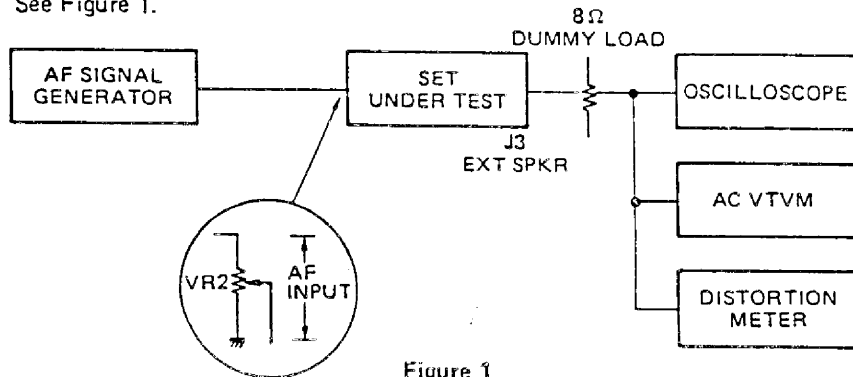 See Figure 1.
8Ω
DUMMY LOAD
AF SIGNAL
GENERATOR
SET
UNDER TEST
OSCILLOSCOPE
J3
EXT SPKR
AC VTVM
VR2
AF
INPUT
DISTORTION
METER
Figure 1